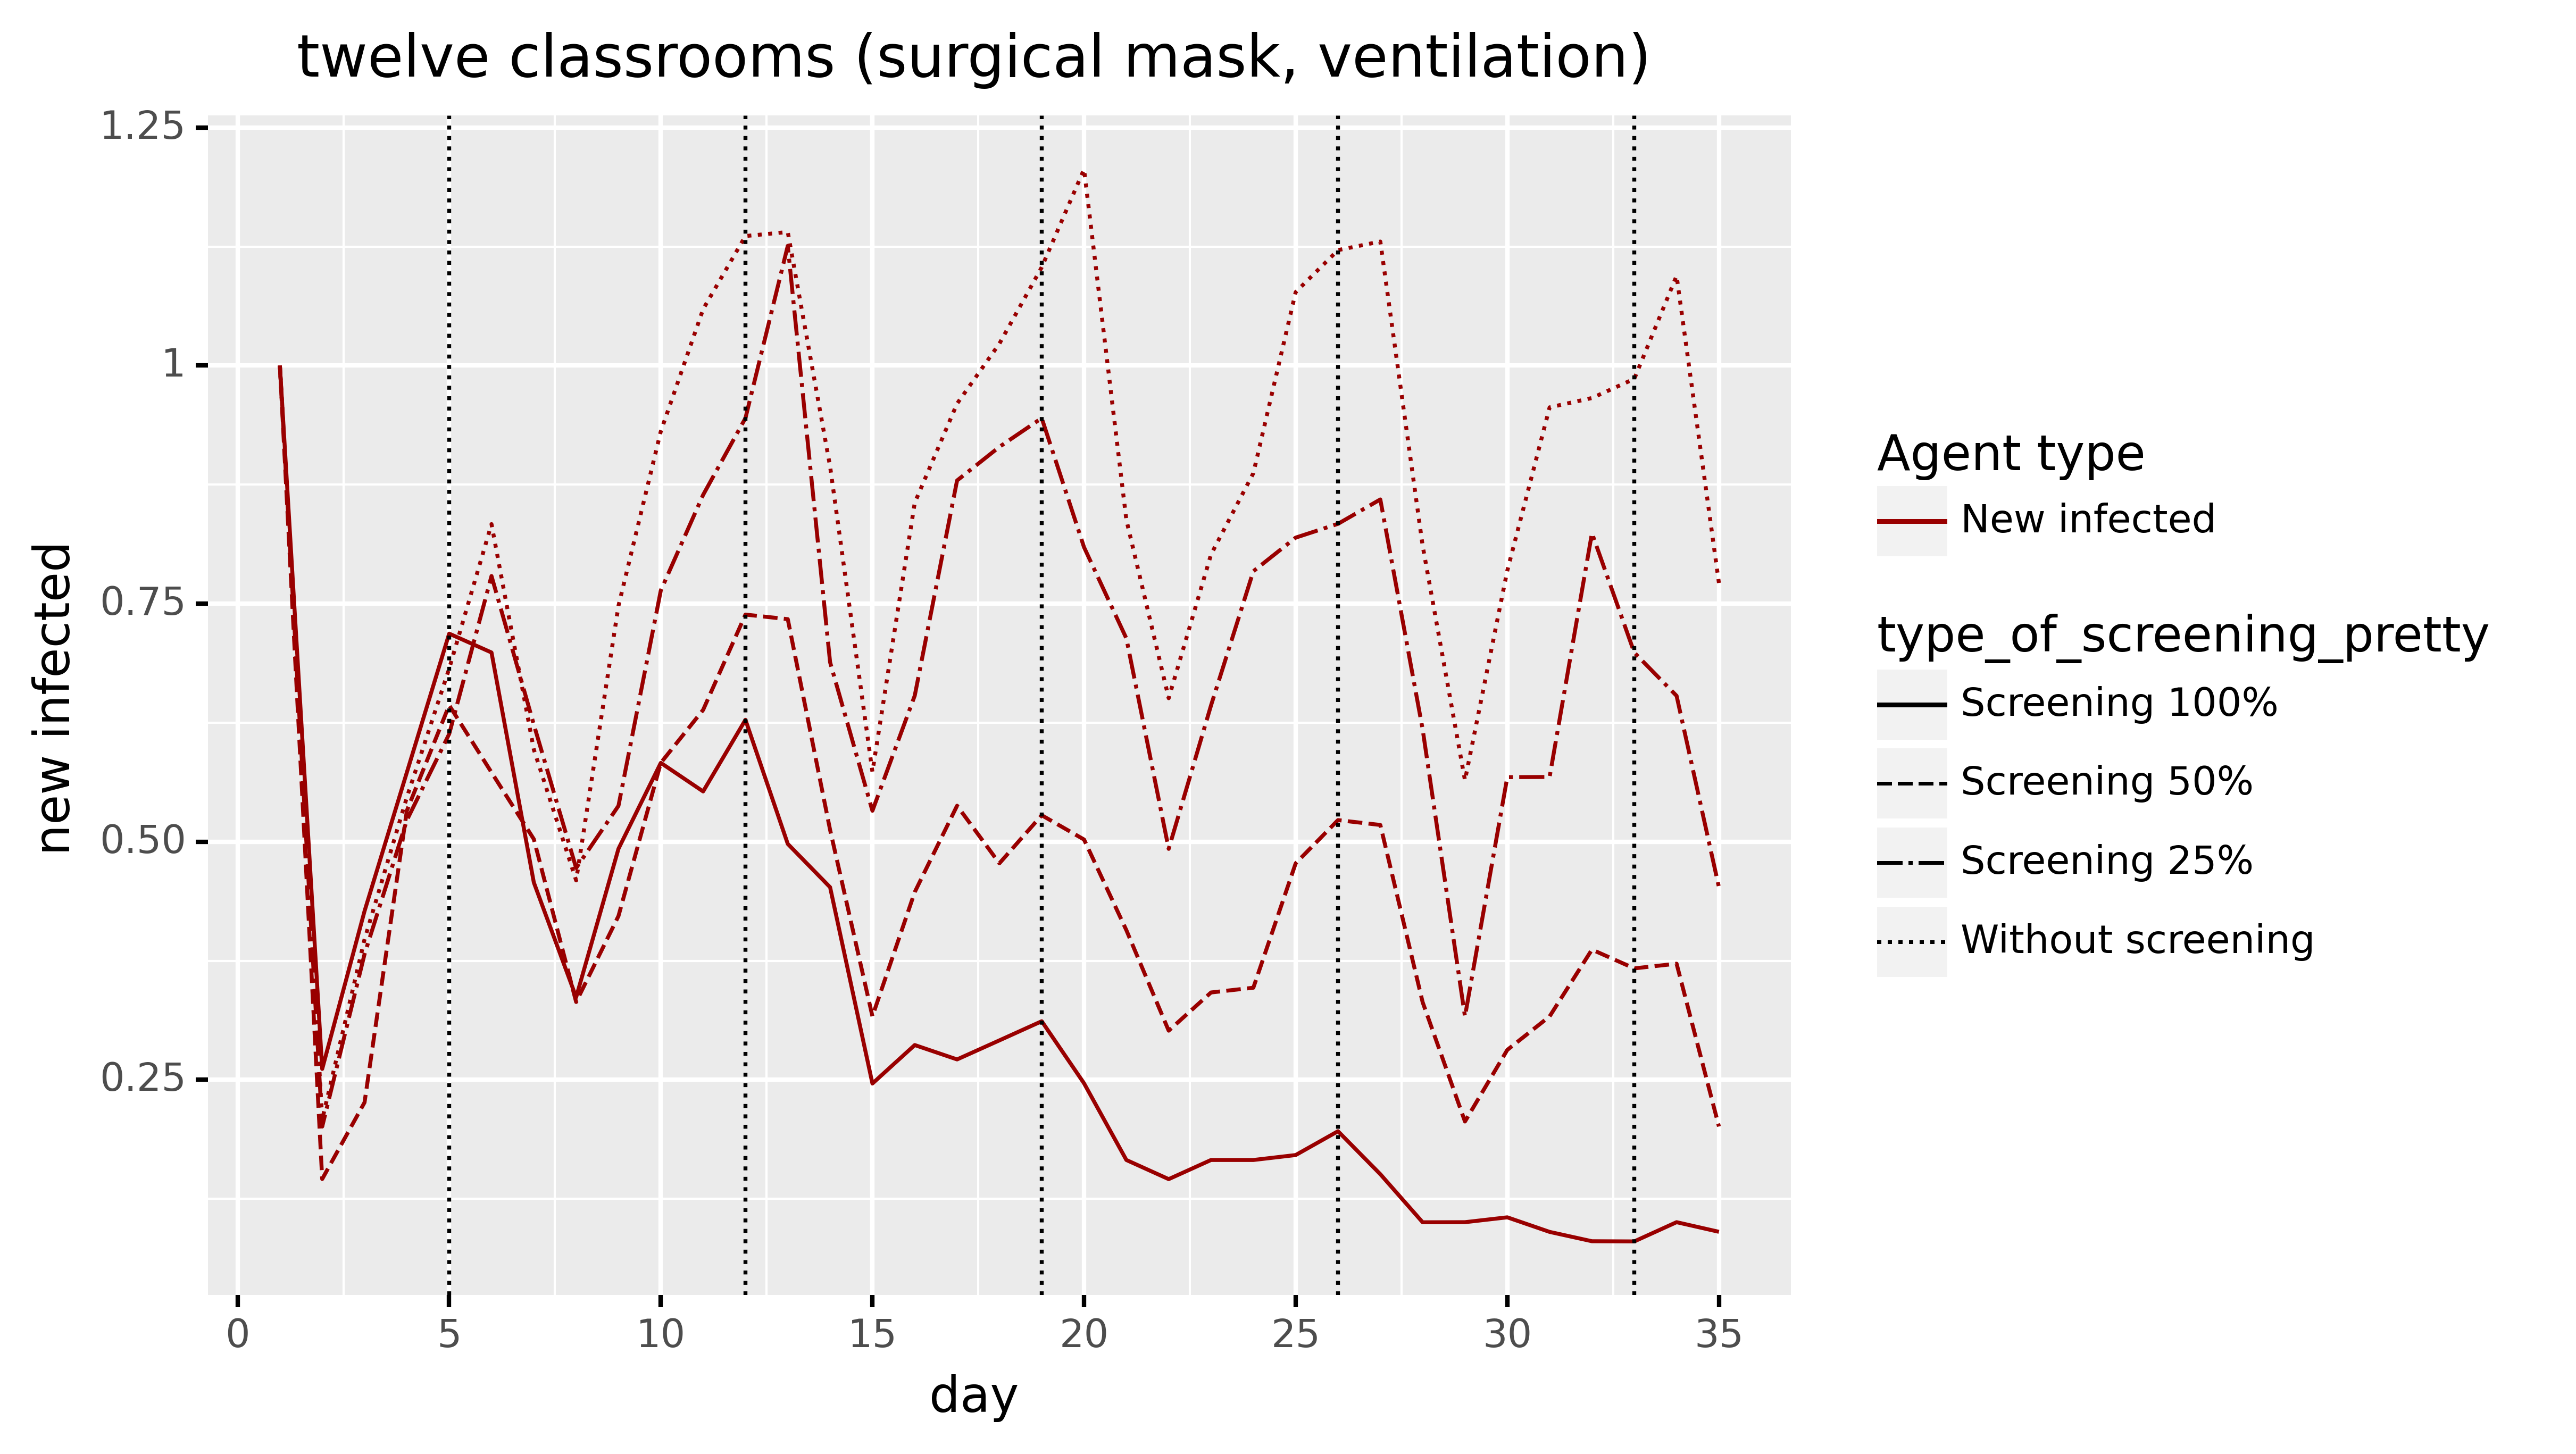 twelve classrooms (surgical mask, ventilation)
1.25
1
0.75
0.50
0.25
new infected
0
5
10
15
20
25
30
35
day
Agent type
New infected
type_of_screening_pretty
Screening 100%
Screening 50%
Screening 25%
Without screening